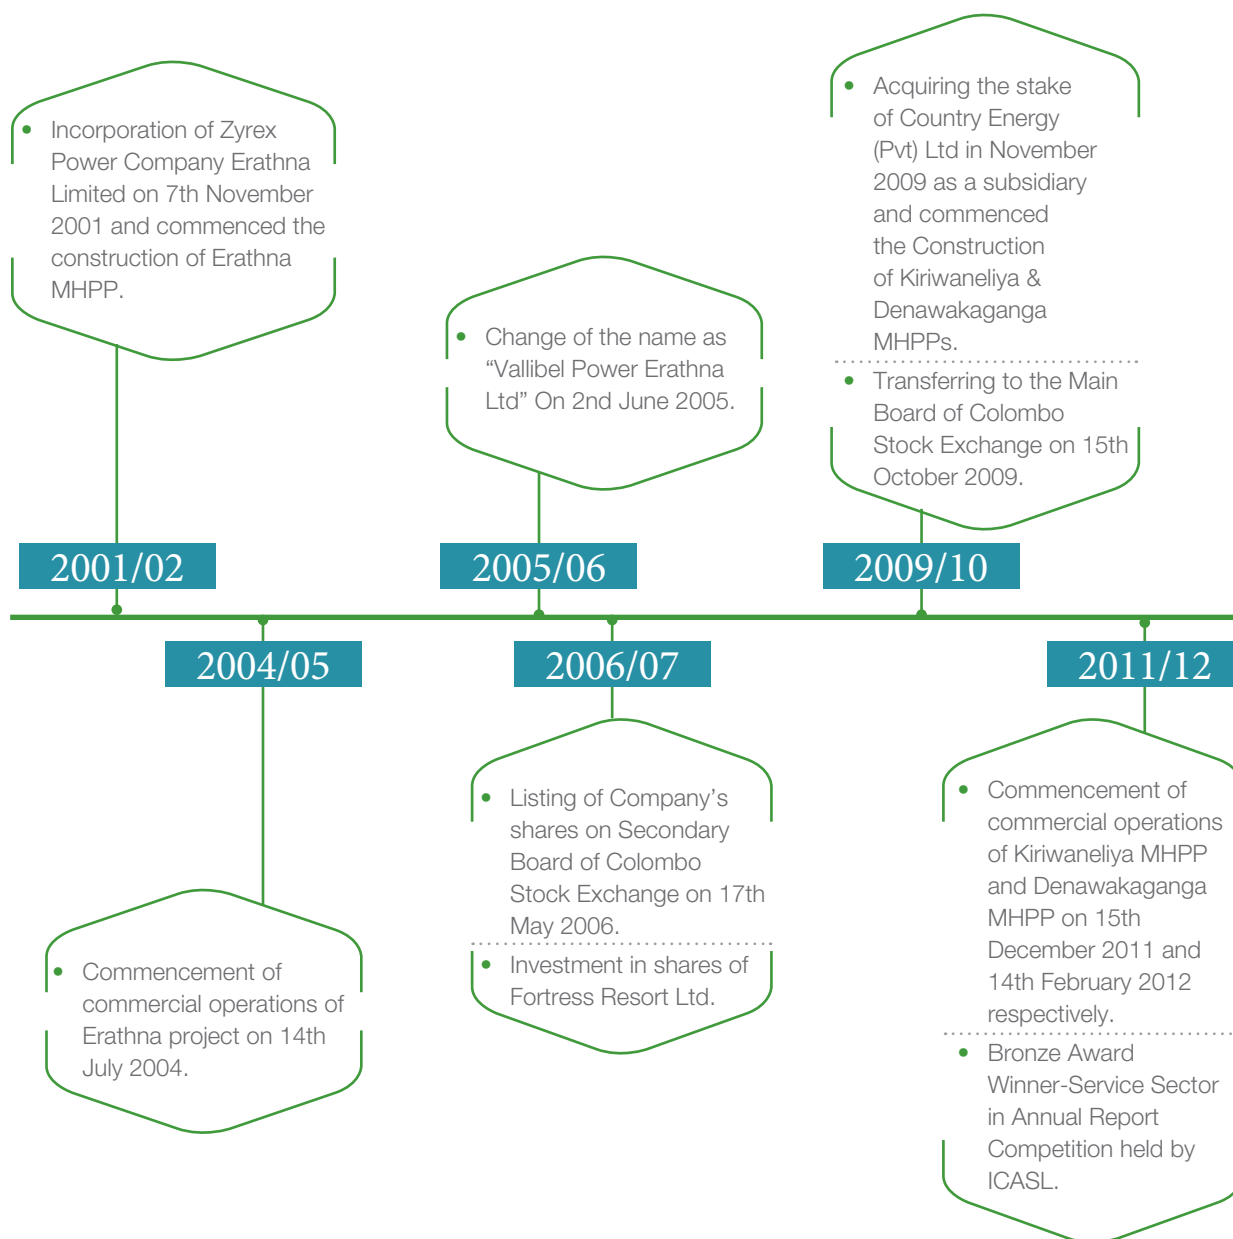 • Incorporation of Zyrex
Power Company Erathna
Limited on 7th November
2001 and commenced the
construction of Erathna
MHPP.
2001/02
• Commencement of
commercial operations of
Erathna project on 14th
July 2004.
2004/05
• Change of the name as
“Vallibel Power Erathna
Ltd” On 2nd June 2005.
2005/06
2006/07
• Listing of Company’s
shares on Secondary
Board of Colombo
Stock Exchange on 17th
May 2006.
• Investment in shares of
Fortress Resort Ltd.
• Acquiring the stake
of Country Energy
(Pvt) Ltd in November
2009 as a subsidiary
and commenced
the Construction
of Kiriwaneliya &
Denawakaganga
MHPPs.
• Transferring to the Main
Board of Colombo
Stock Exchange on 15th
October 2009.
2009/10
2011/12
• Commencement of
commercial operations
of Kiriwaneliya MHPP
and Denawakaganga
MHPP on 15th
December 2011 and
14th February 2012
respectively.
• Bronze Award
Winner-Service Sector
in Annual Report
Competition held by
ICASL.